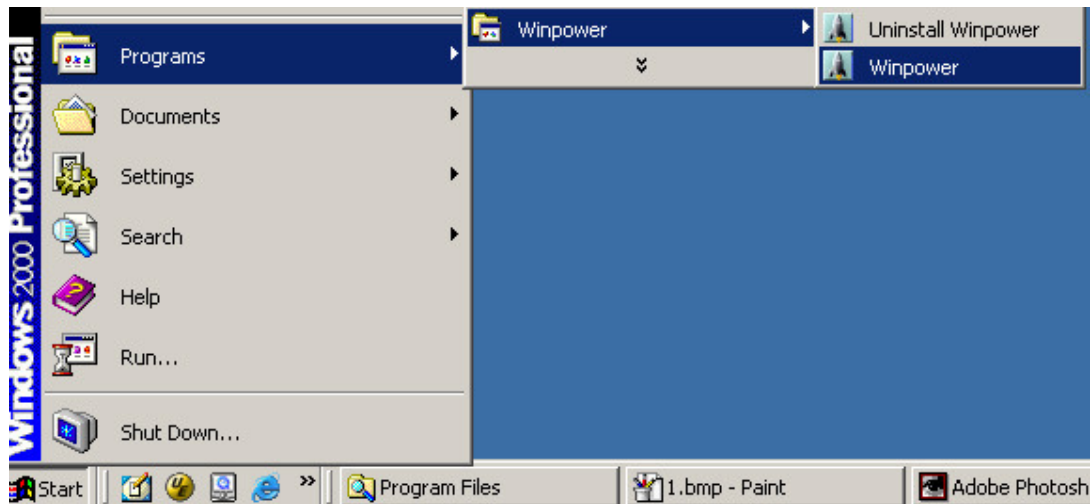 Windows 2000 Professional
Programs
Documents
Settings
Search
Help
Run...
Shut Down...
Winpower
Uninstall Winpower
Winpower
Start
»
Program Files
1.bmp - Paint
Adobe Photosh